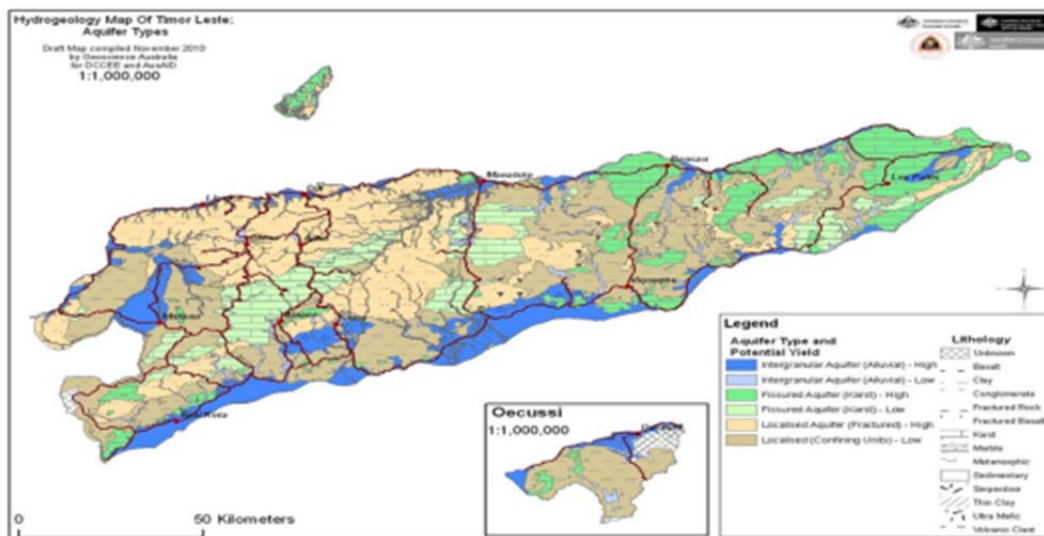 Hydrogeology Map Of Timor Leste:
Aquifer Types
Draft Map compiled November 2010
by Geoscience Australia
for DCCEE and AusAID
1:1,000,000
Manatuto
Baucau
Los Palos
Viqueque
Maliana
Legend
Aquifer Type and
Potential Yield
Intergranular Aquifer (Alluvial) - High
Intergranular Aquifer (Alluvial) - Low
Fissured Aquifer (Karst) - High
Fissured Aquifer (Karst) - Low
Localised Aquifer (Fractured) - High
Localised (Confining Units) - Low
Lithology
Unknown
Basalt
Clay
Conglomerate
Fractured Rock
Fractured Basalt
Karst
Marble
Metamorphic
Sedimentary
Serpentine
Thin Clay
Ultra Mafic
Volcanic Clast
Oecussi
1:1,000,000
0
50 Kilometers